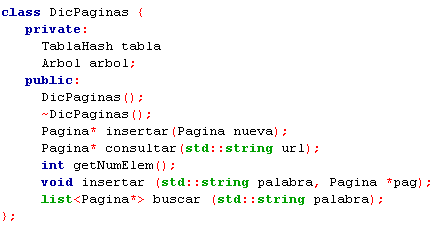 class DicPaginas {
   private:
     TablaHash tabla
     Arbol arbol;
   public:
     DicPaginas();
     ~DicPaginas();
     Pagina* insertar(Pagina nueva);
     Pagina* consultar(std::string url);
     int getNumElem();
     void insertar (std::string palabra, Pagina *pag);
     list<Pagina*> buscar (std::string palabra);
};